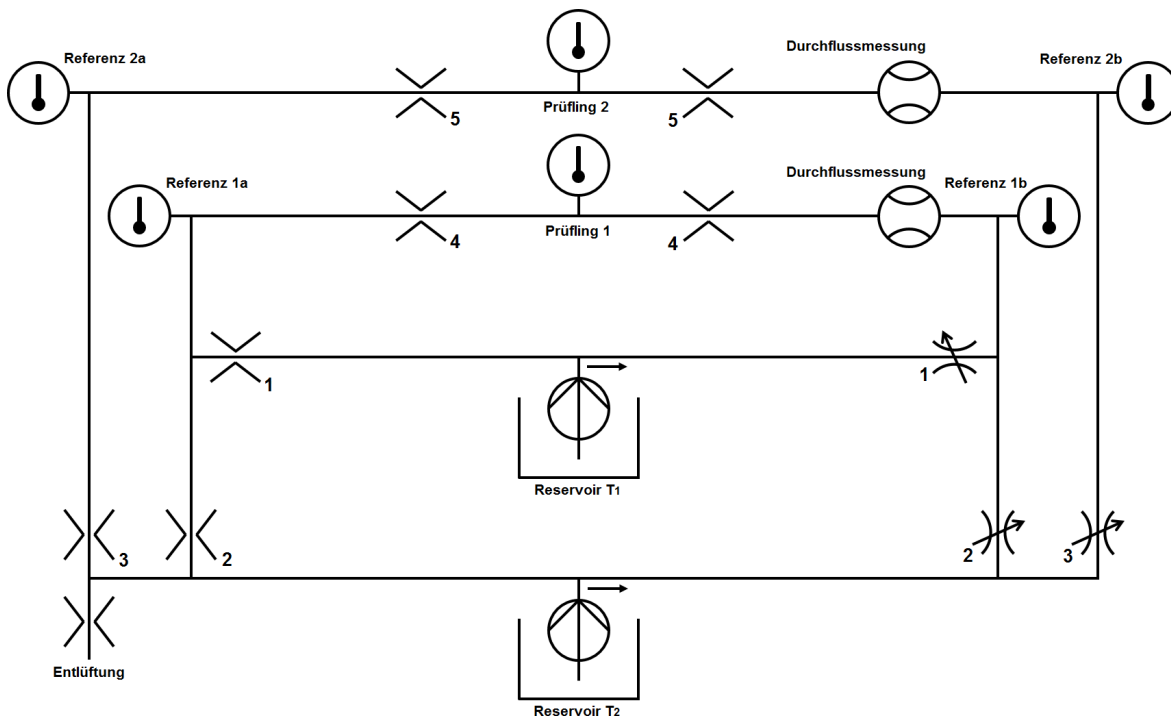 Referenz 2a
Durchflussmessung
Referenz 2b
5
Prüfling 2
5
Referenz 1a
Durchflussmessung
Referenz 1b
4
Prüfling 1
4
1
1
Reservoir T1
3
2
2
3
Entlüftung
Reservoir T2